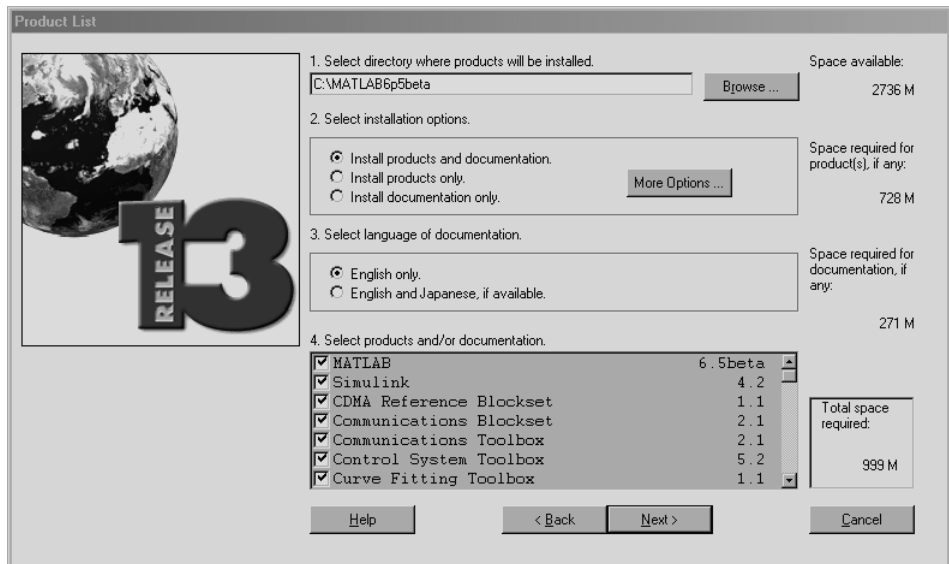 Product List
RELEASE
13
1. Select directory where products will be installed.
C:\MATLAB6p5beta
Browse ...
Space available:
2736 M
2. Select installation options.
Install products and documentation.
Install products only.
Install documentation only.
More Options ...
Space required for
product(s), if any:
728 M
3. Select language of documentation.
English only.
English and Japanese, if available.
Space required for
documentation, if
any:
271 M
4. Select products and/or documentation.
MATLAB 6.5beta
Simulink 4.2
CDMA Reference Blockset 1.1
Communications Blockset 2.1
Communications Toolbox 2.1
Control System Toolbox 5.2
Curve Fitting Toolbox 1.1
Total space
required:
999 M
Help
< Back
Next >
Cancel